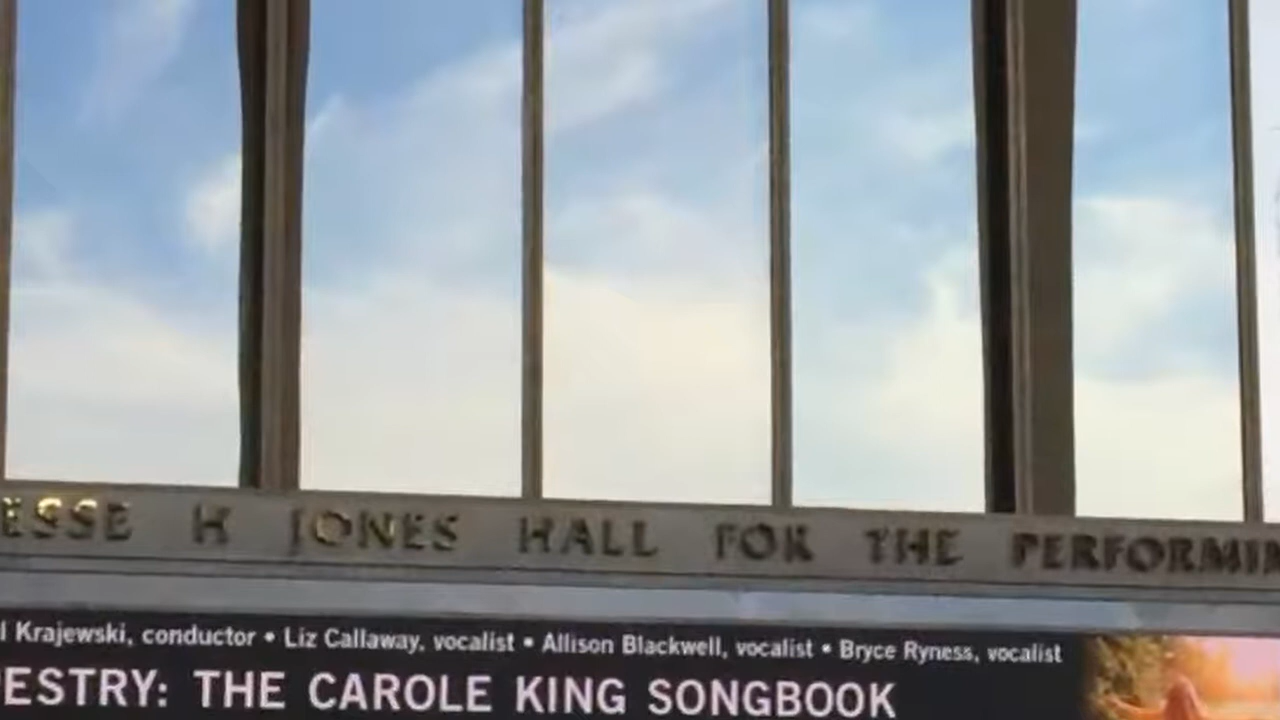 ESSE H JONES HALL FOR THE PERFORMIN
l Krajewski, conductor • Liz Callaway, vocalist • Allison Blackwell, vocalist • Bryce Ryness, vocalist
ESTRY: THE CAROLE KING SONGBOOK